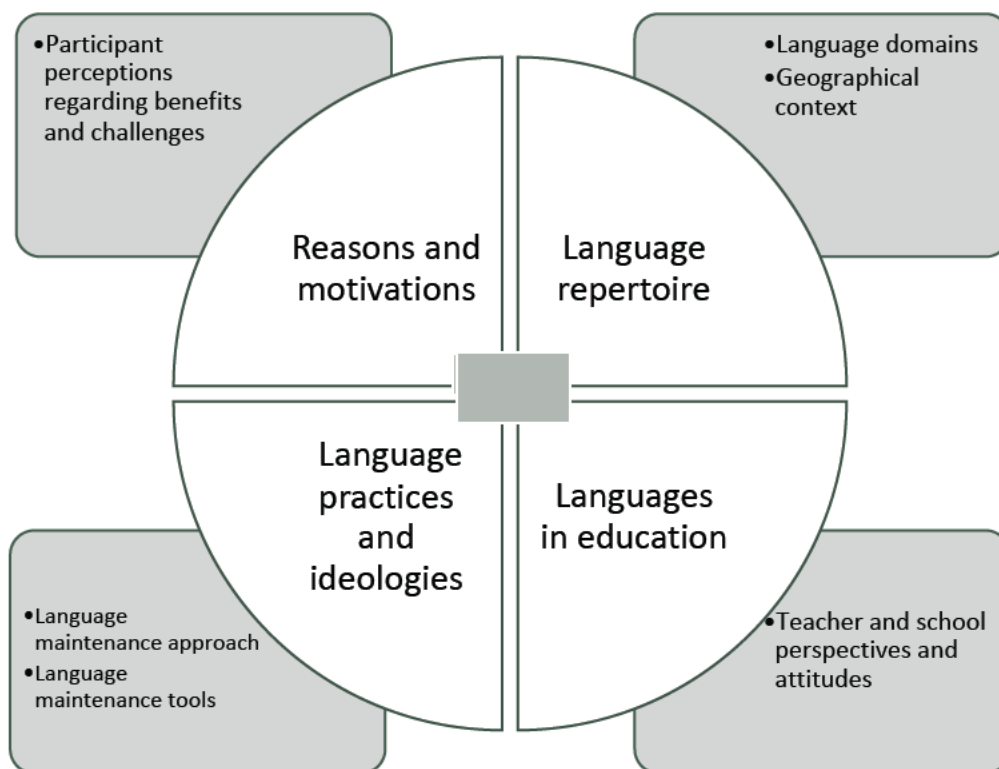 •Participant
perceptions
regarding benefits
and challenges
•Language domains
•Geographical
context
Reasons and
motivations
Language
repertoire
Language
practices
and
ideologies
Languages
in education
•Language
maintenance approach
•Language
maintenance tools
•Teacher and school
perspectives and
attitudes